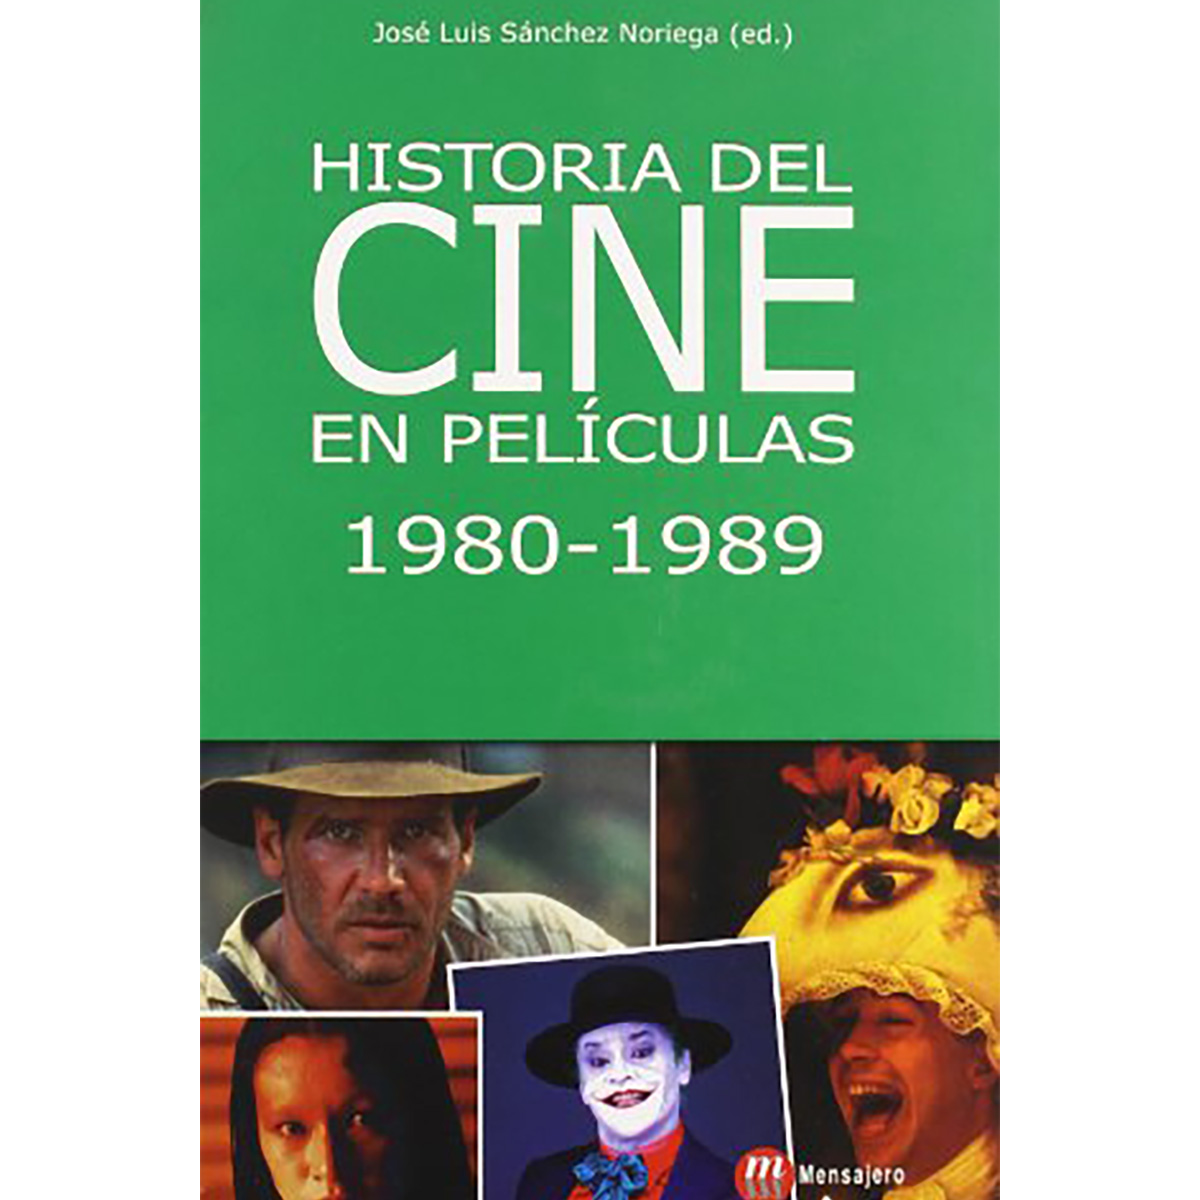 José Luis Sánchez Noriega (ed.)
HISTORIA DEL
CINE
EN PELÍCULAS
1980-1989
m
Mensajero